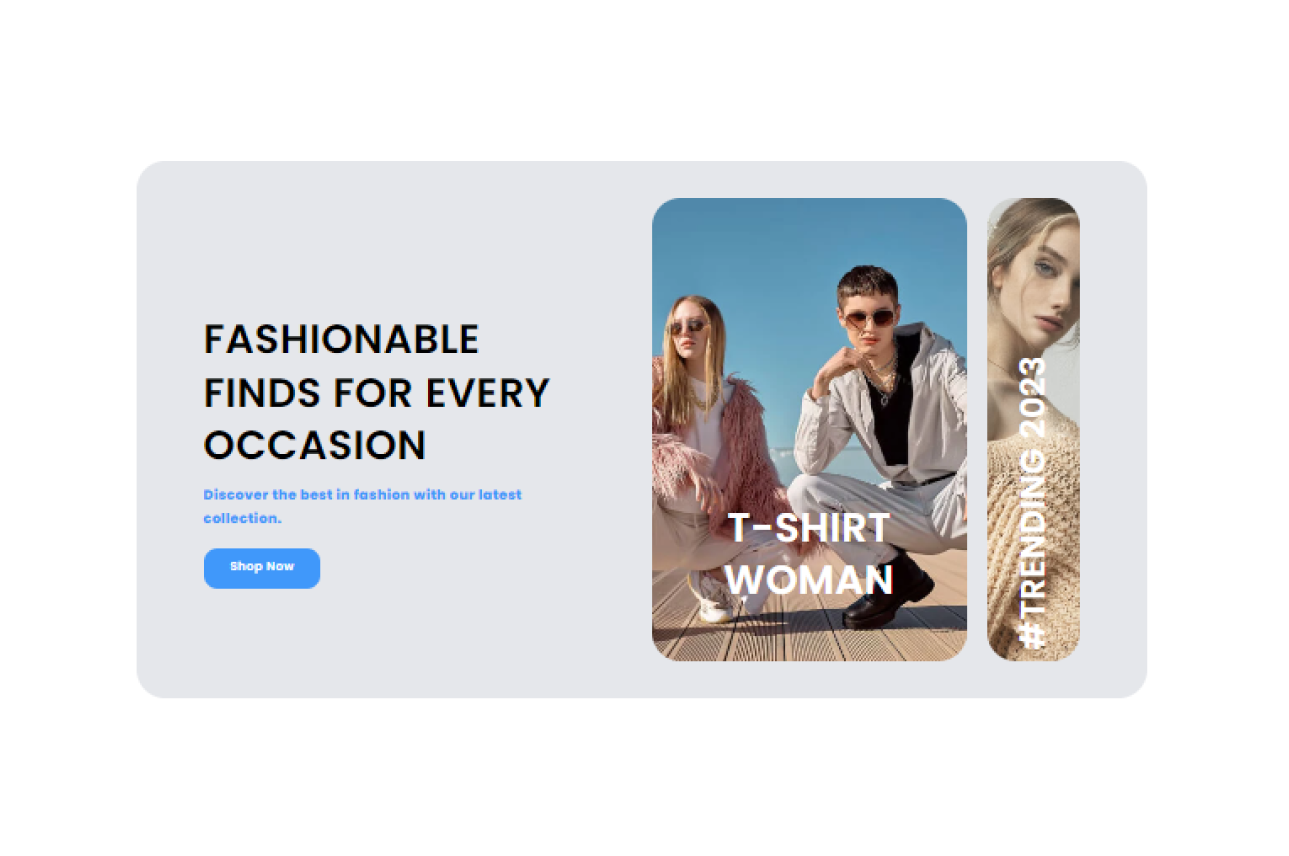 FASHIONABLE
FINDS FOR EVERY
OCCASION
Discover the best in fashion with our latest
collection.
Shop Now
T-SHIRT
WOMAN
#TRENDING 2023